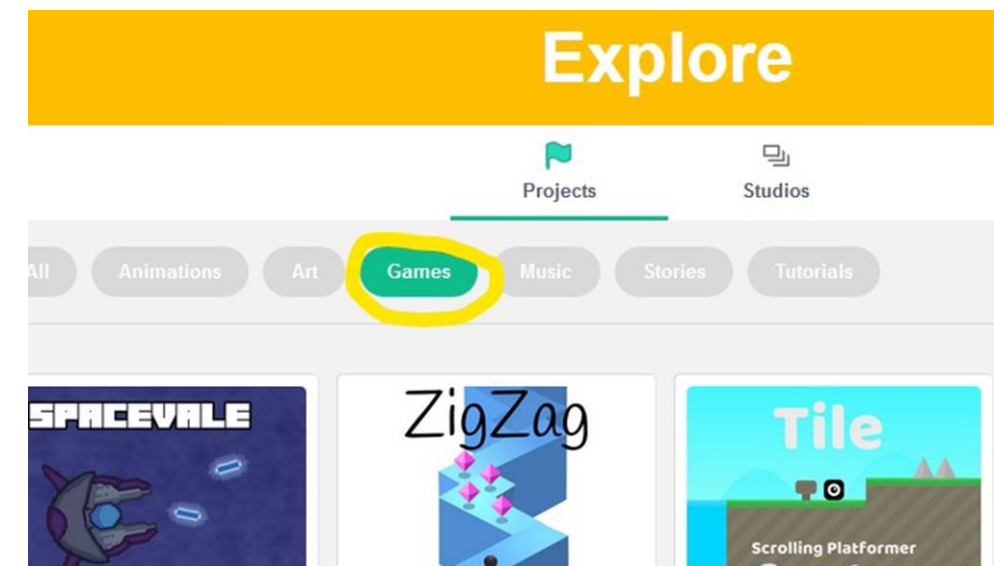 Explore
Projects Studios
All Animations Art Games Music Stories Tutorials
SPACEVALE
ZigZag
Tile
Scrolling Platformer